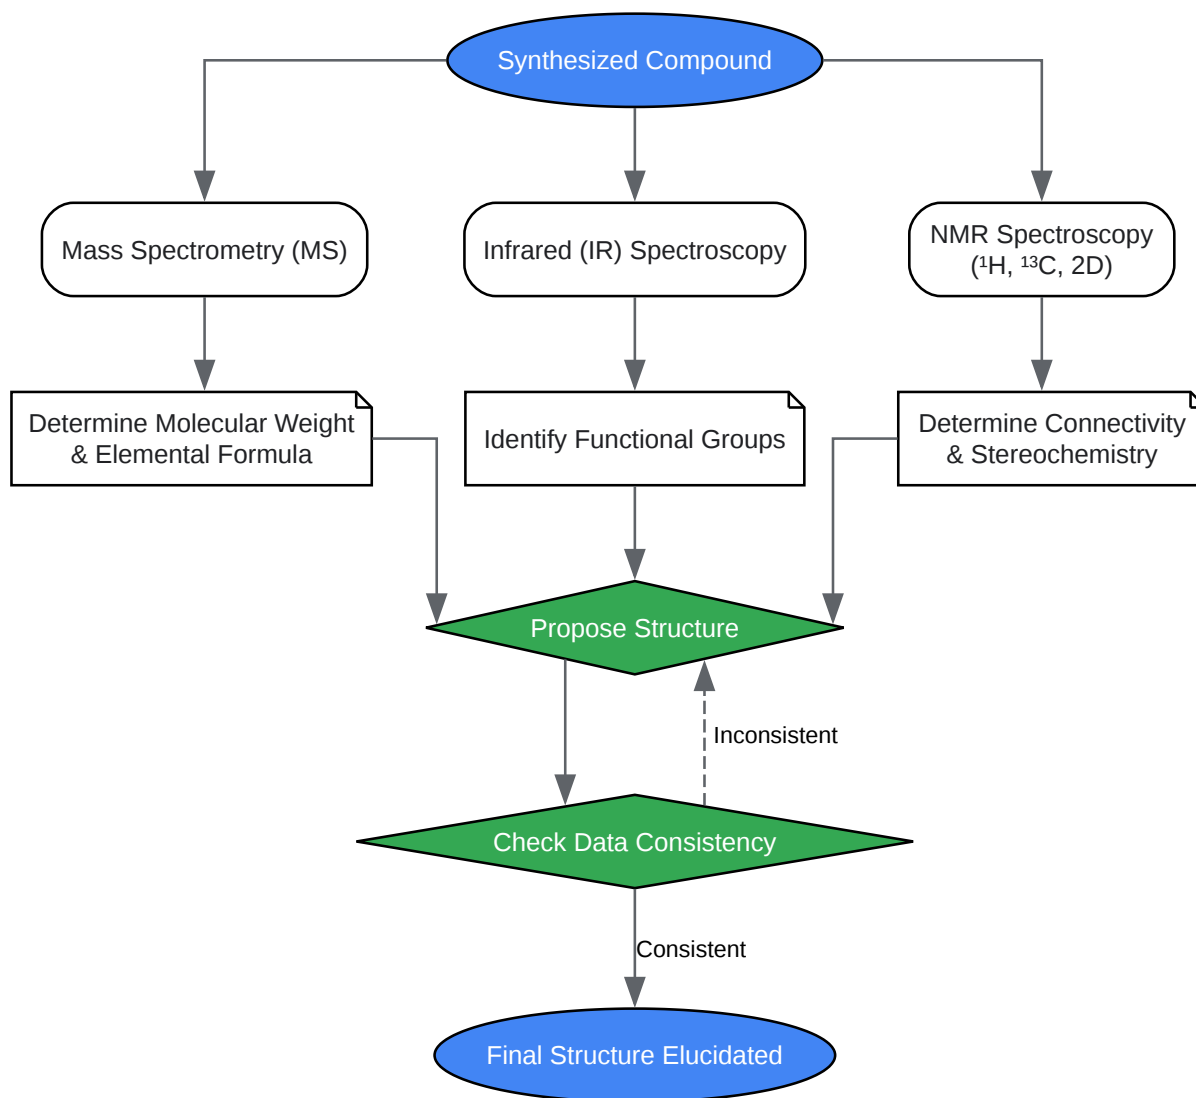 Synthesized Compound
Mass Spectrometry (MS)
Infrared (IR) Spectroscopy
NMR Spectroscopy
(¹H, ¹³C, 2D)
Determine Molecular Weight
& Elemental Formula
Identify Functional Groups
Determine Connectivity
& Stereochemistry
Propose Structure
Inconsistent
Check Data Consistency
Consistent
Final Structure Elucidated